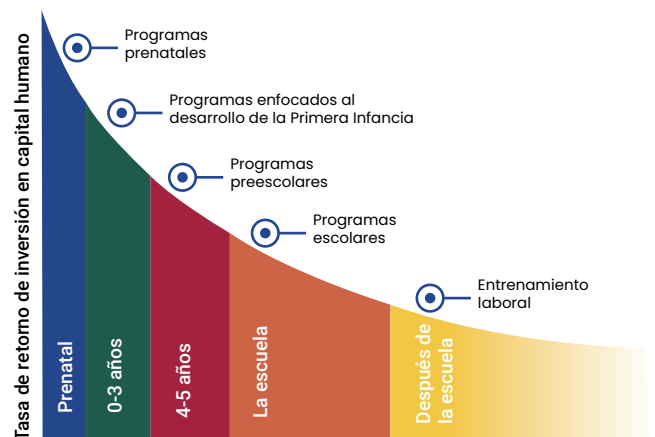 Tasa de retorno de inversión en capital humano
Programas
prenatales
Programas enfocados al
desarrollo de la Primera Infancia
Programas
preescolares
Programas
escolares
Entrenamiento
laboral
Prenatal
0-3 años
4-5 años
La escuela
Después de
la escuela